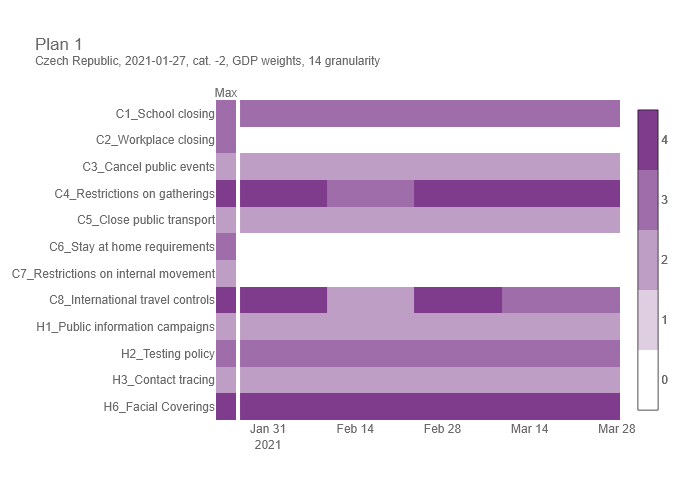 Plan 1
Czech Republic, 2021-01-27, cat. -2, GDP weights, 14 granularity
Max
C1_School closing
C2_Workplace closing
C3_Cancel public events
C4_Restrictions on gatherings
C5_Close public transport
C6_Stay at home requirements
C7_Restrictions on internal movement
C8_International travel controls
H1_Public information campaigns
H2_Testing policy
H3_Contact tracing
H6_Facial Coverings
4
3
2
1
0
Jan 31 Feb 14 Feb 28 Mar 14 Mar 28
2021